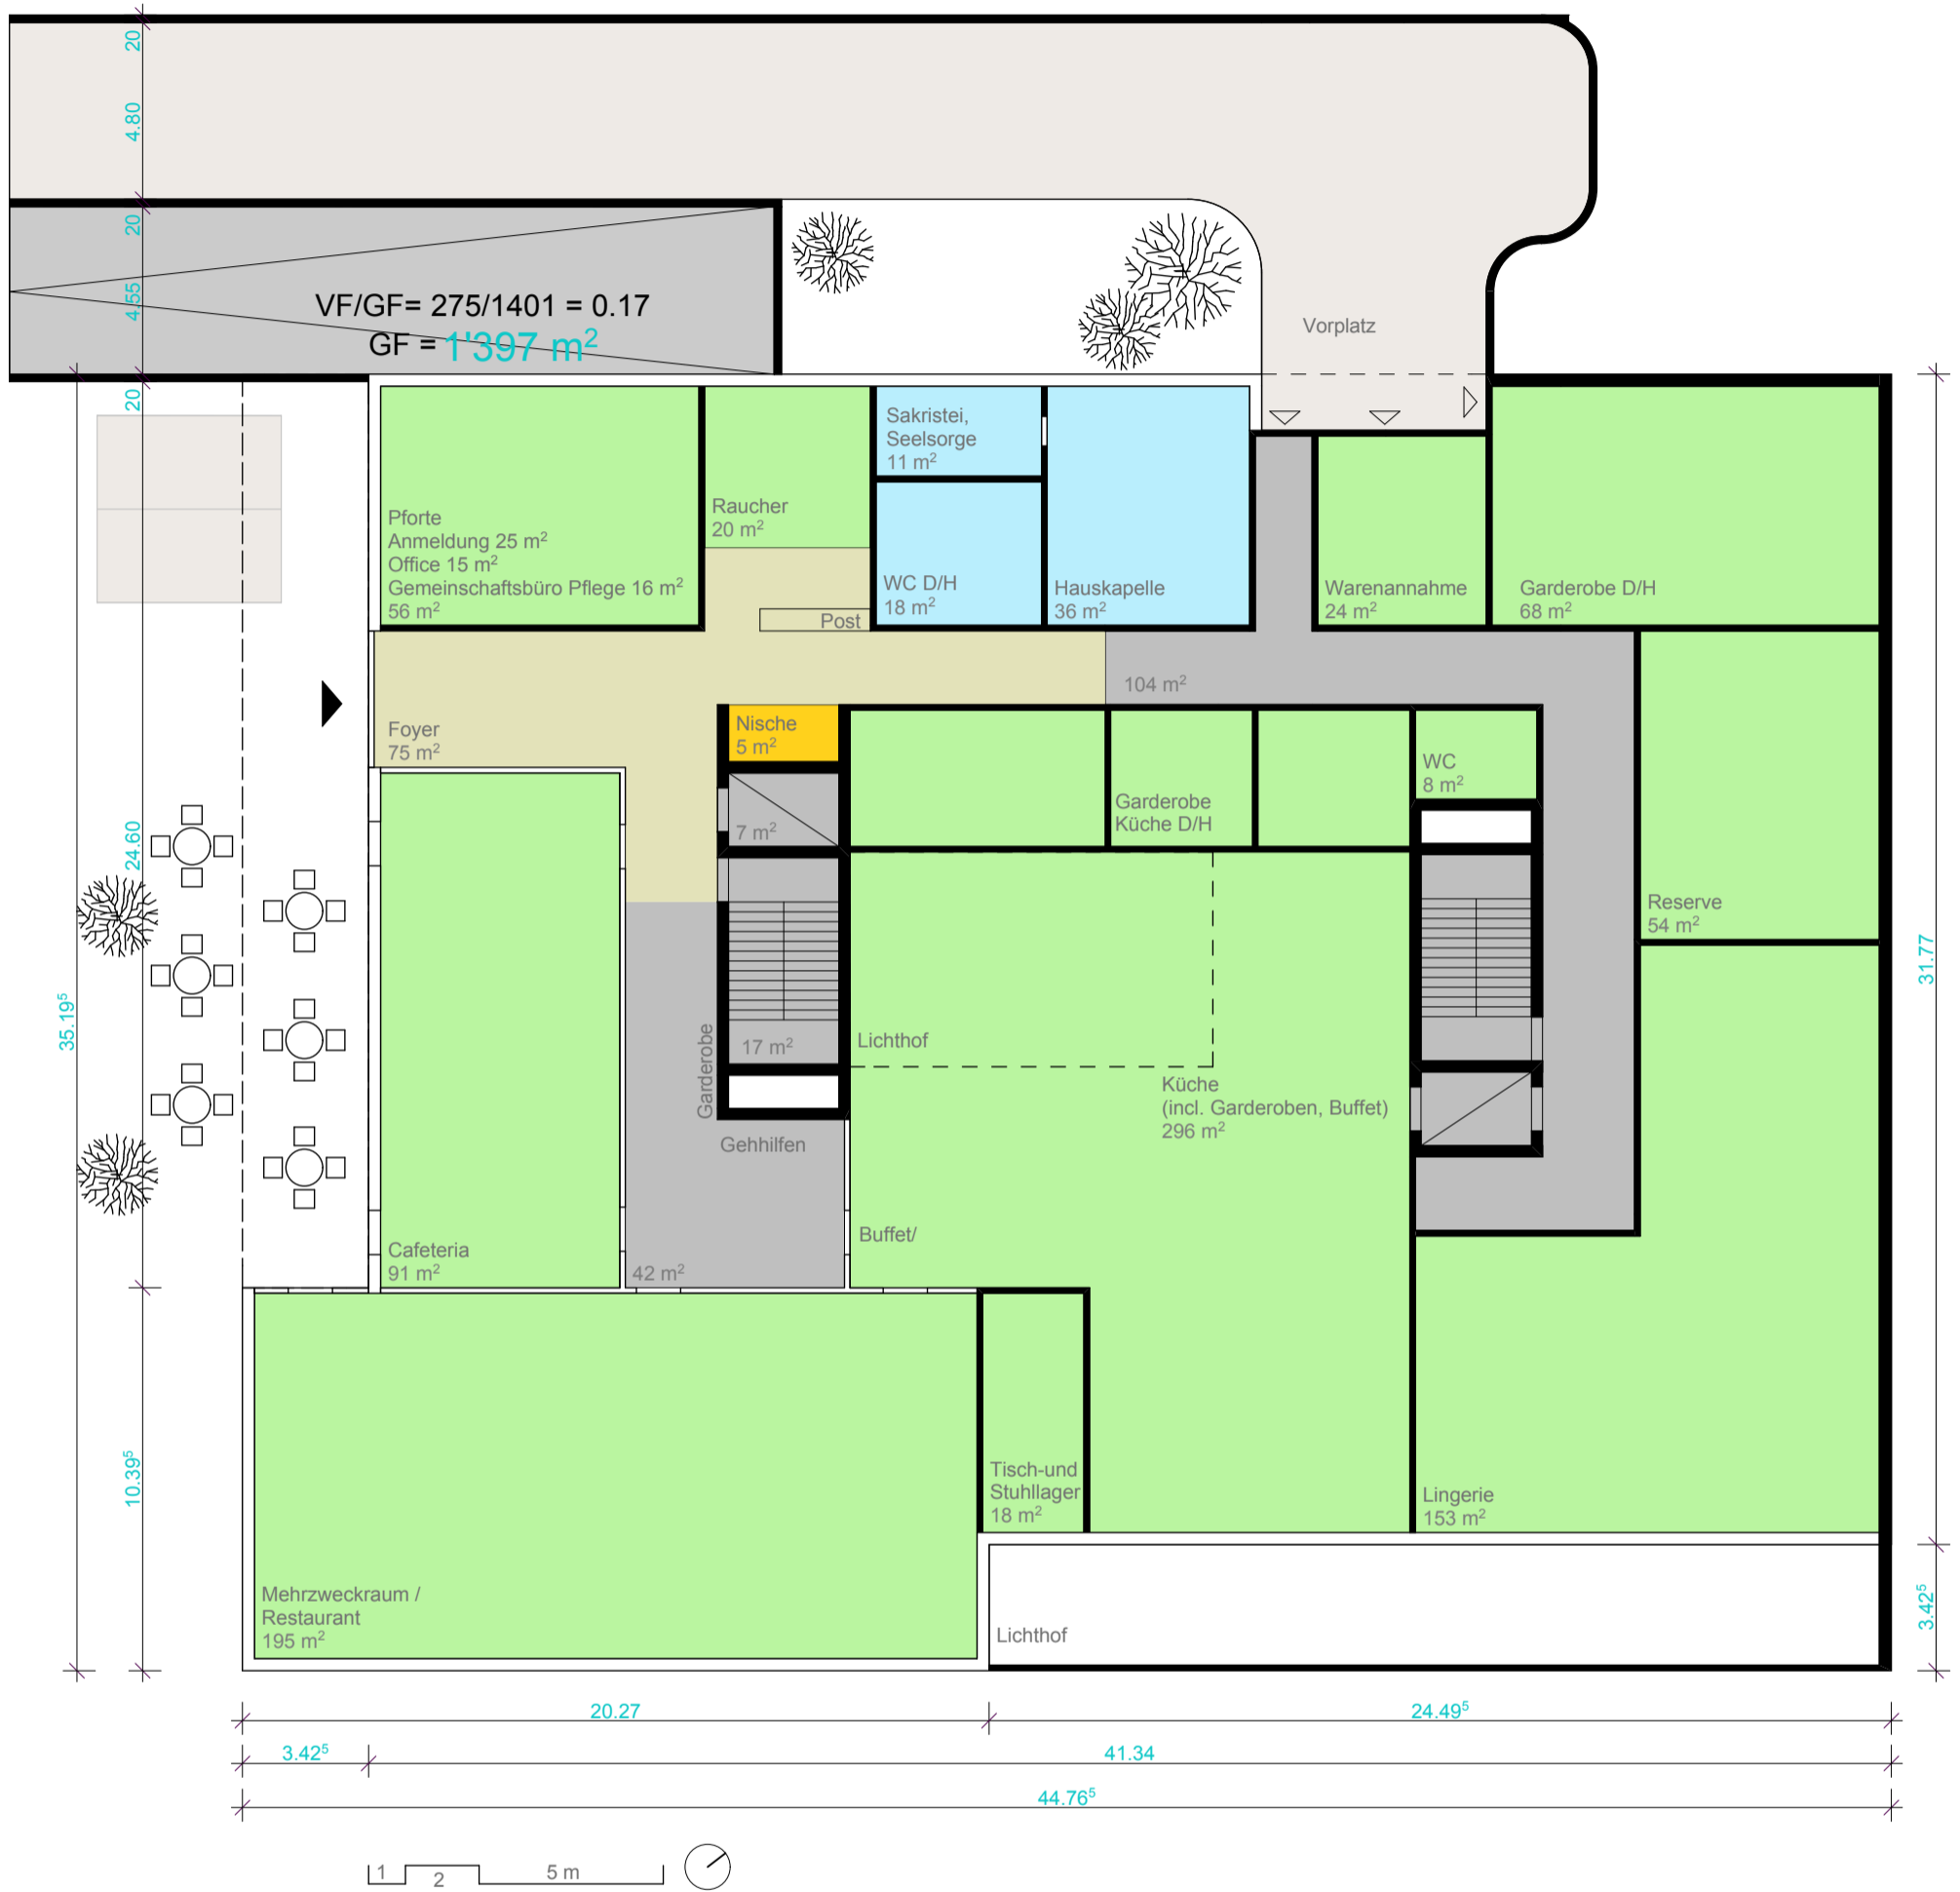 20
4.80
20
4.55
VF/GF= 275/1401 = 0.17
GF = 1'397 m²
Vorplatz
20
Sakristei,
Seelsorge
11 m²
Pforte
Anmeldung 25 m²
Office 15 m²
Gemeinschaftsbüro Pflege 16 m²
56 m²
Raucher
20 m²
WC D/H
18 m²
Hauskapelle
36 m²
Warenannahme
24 m²
Garderobe D/H
68 m²
Post
104 m²
Foyer
75 m²
Nische
5 m²
WC
8 m²
Garderobe
Küche D/H
7 m²
24.60
Reserve
54 m²
31.77
35.19⁵
17 m²
Lichthof
Garderobe
Küche
(incl. Garderoben, Buffet)
296 m²
Gehhilfen
Buffet/
Cafeteria
91 m²
42 m²
10.39⁵
Tisch-und
Stuhllager
18 m²
Lingerie
153 m²
Mehrzweckraum /
Restaurant
195 m²
Lichthof
3.42⁵
20.27
24.49⁵
3.42⁵
41.34
44.76⁵
1
2
5 m